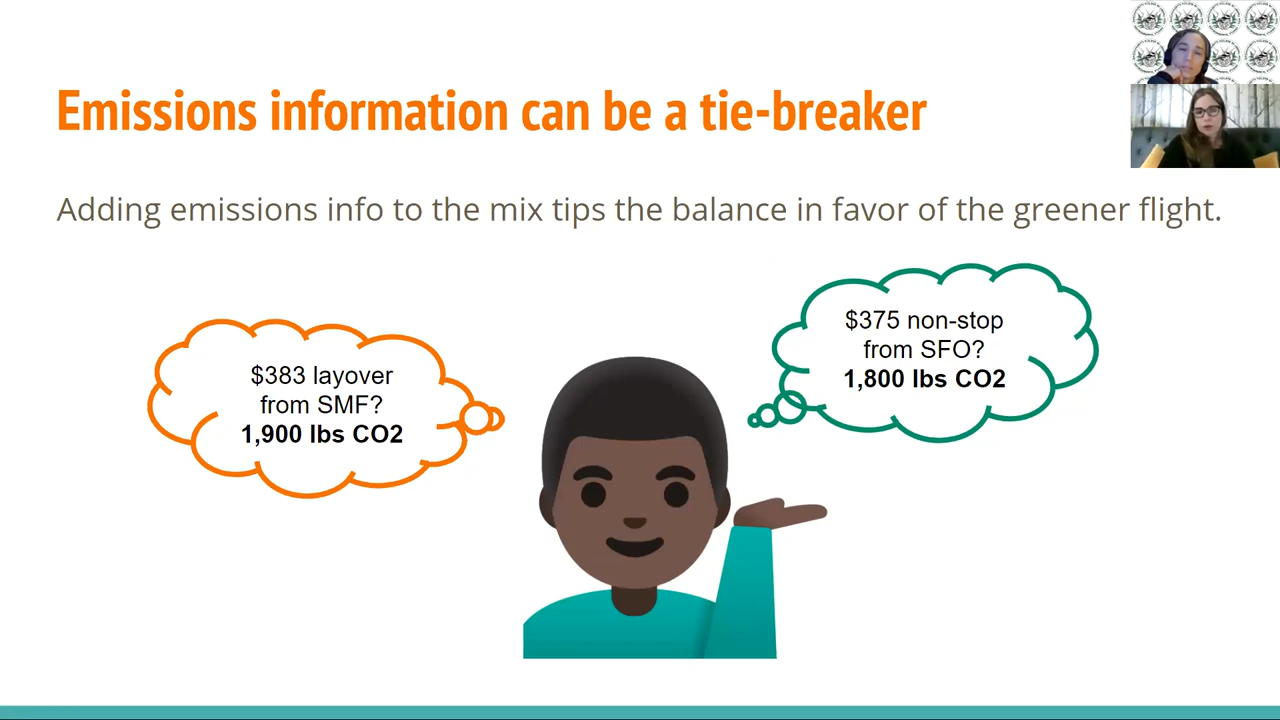 Emissions information can be a tie-breaker
Adding emissions info to the mix tips the balance in favor of the greener flight.
$383 layover
from SMF?
1,900 lbs CO2
$375 non-stop
from SFO?
1,800 lbs CO2